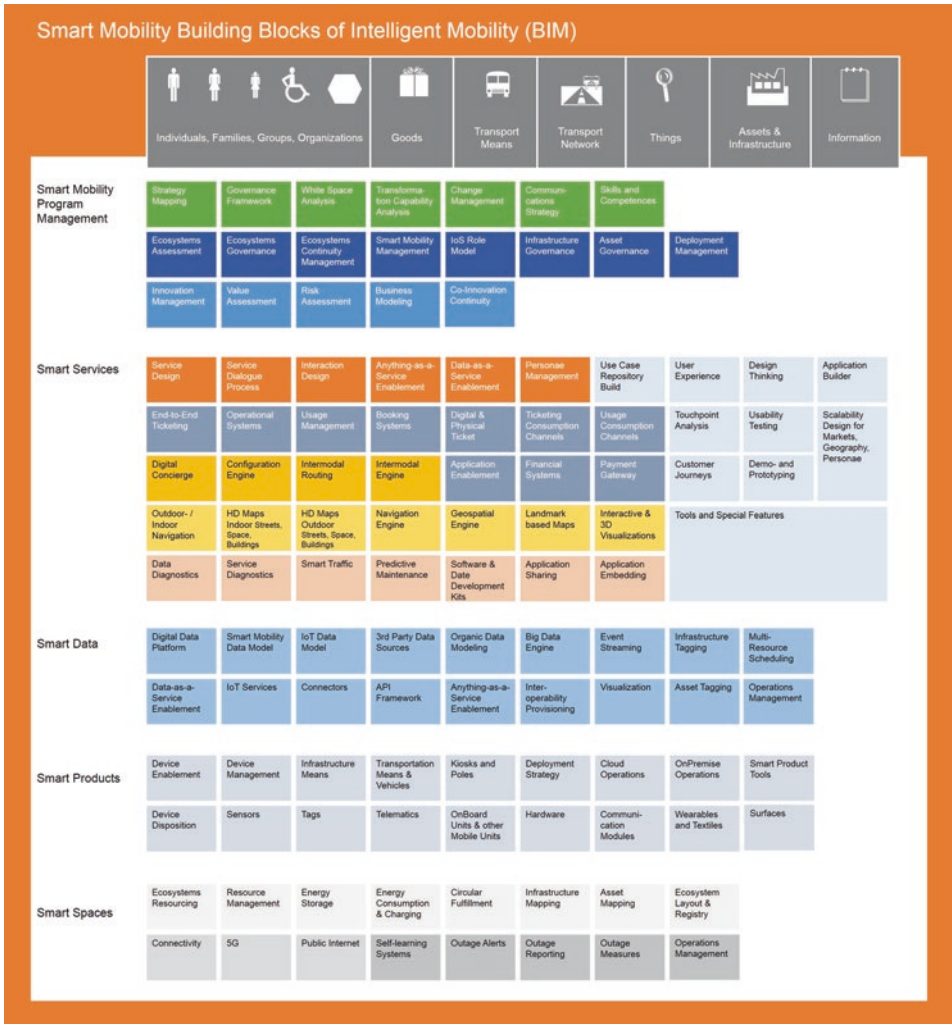 Smart Mobility Building Blocks of Intelligent Mobility (BIM)
Individuals, Families, Groups, Organizations
Goods
Transport
Means
Transport
Network
Things
Assets &
Infrastructure
Information
Smart Mobility
Program
Management
Strategy
Mapping
Governance
Framework
White Space
Analysis
Transforma-
tion Capability
Analysis
Change
Management
Communi-
cations
Strategy
Skills and
Competences
Ecosystems
Assessment
Ecosystems
Governance
Ecosystems
Continuity
Management
Smart Mobility
Management
IoS Role
Model
Infrastructure
Governance
Asset
Governance
Deployment
Management
Innovation
Management
Value
Assessment
Risk
Assessment
Business
Modeling
Co-Innovation
Continuity
Smart Services
Service
Design
Service
Dialogue
Process
Interaction
Design
Anything-as-a-
Service
Enablement
Data-as-a-
Service
Enablement
Personae
Management
Use Case
Repository
Build
User
Experience
Design
Thinking
Application
Builder
End-to-End
Ticketing
Operational
Systems
Usage
Management
Booking
Systems
Digital &
Physical
Ticket
Ticketing
Consumption
Channels
Usage
Consumption
Channels
Touchpoint
Analysis
Usability
Testing
Scalability
Design for
Markets,
Geography,
Personae
Digital
Concierge
Configuration
Engine
Intermodal
Routing
Intermodal
Engine
Application
Enablement
Financial
Systems
Payment
Gateway
Customer
Journeys
Demo- and
Prototyping
Outdoor- /
Indoor
Navigation
HD Maps
Indoor Streets,
Space,
Buildings
HD Maps
Outdoor
Streets, Space,
Buildings
Navigation
Engine
Geospatial
Engine
Landmark
based Maps
Interactive &
3D
Visualizations
Tools and Special Features
Data
Diagnostics
Service
Diagnostics
Smart Traffic
Predictive
Maintenance
Software &
Date
Development
Kits
Application
Sharing
Application
Embedding
Smart Data
Digital Data
Platform
Smart Mobility
Data Model
IoT Data
Model
3rd Party Data
Sources
Organic Data
Modeling
Big Data
Engine
Event
Streaming
Infrastructure
Tagging
Multi-
Resource
Scheduling
Data-as-a-
Service
Enablement
IoT Services
Connectors
API
Framework
Anything-as-a-
Service
Enablement
Inter-
operability
Provisioning
Visualization
Asset Tagging
Operations
Management
Smart Products
Device
Enablement
Device
Management
Infrastructure
Means
Transportation
Means &
Vehicles
Kiosks and
Poles
Deployment
Strategy
Cloud
Operations
OnPremise
Operations
Smart Product
Tools
Device
Disposition
Sensors
Tags
Telematics
OnBoard
Units & other
Mobile Units
Hardware
Communi-
cation
Modules
Wearables
and Textiles
Surfaces
Smart Spaces
Ecosystems
Resourcing
Resource
Management
Energy
Storage
Energy
Consumption
& Charging
Circular
Fulfillment
Infrastructure
Mapping
Asset
Mapping
Ecosystem
Layout &
Registry
Connectivity
5G
Public Internet
Self-learning
Systems
Outage Alerts
Outage
Reporting
Outage
Measures
Operations
Management